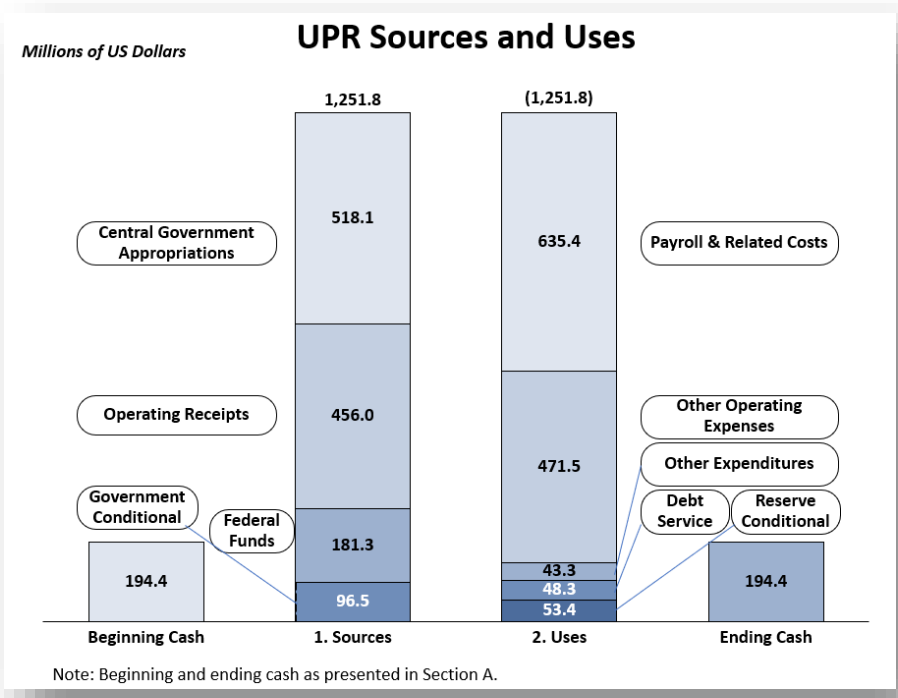 UPR Sources and Uses
Millions of US Dollars
1,251.8
(1,251.8)
Central Government
Appropriations
518.1
635.4
Payroll & Related Costs
Operating Receipts
456.0
471.5
Other Operating
Expenses
Other Expenditures
Government
Conditional
Federal
Funds
181.3
Debt
Service
Reserve
Conditional
194.4
96.5
43.3
48.3
53.4
194.4
Beginning Cash
1. Sources
2. Uses
Ending Cash
Note: Beginning and ending cash as presented in Section A.